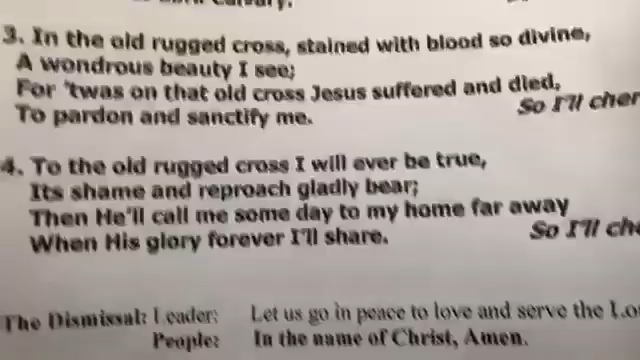 Calvary.
3. In the old rugged cross, stained with blood so divine,
A wondrous beauty I see;
For 'twas on that old cross Jesus suffered and died,
To pardon and sanctify me. So I'll cher
4. To the old rugged cross I will ever be true,
Its shame and reproach gladly bear;
Then He'll call me some day to my home far away
When His glory forever I'll share. So I'll che
The Dismissal: Leader: Let us go in peace to love and serve the Lo
People: In the name of Christ, Amen.